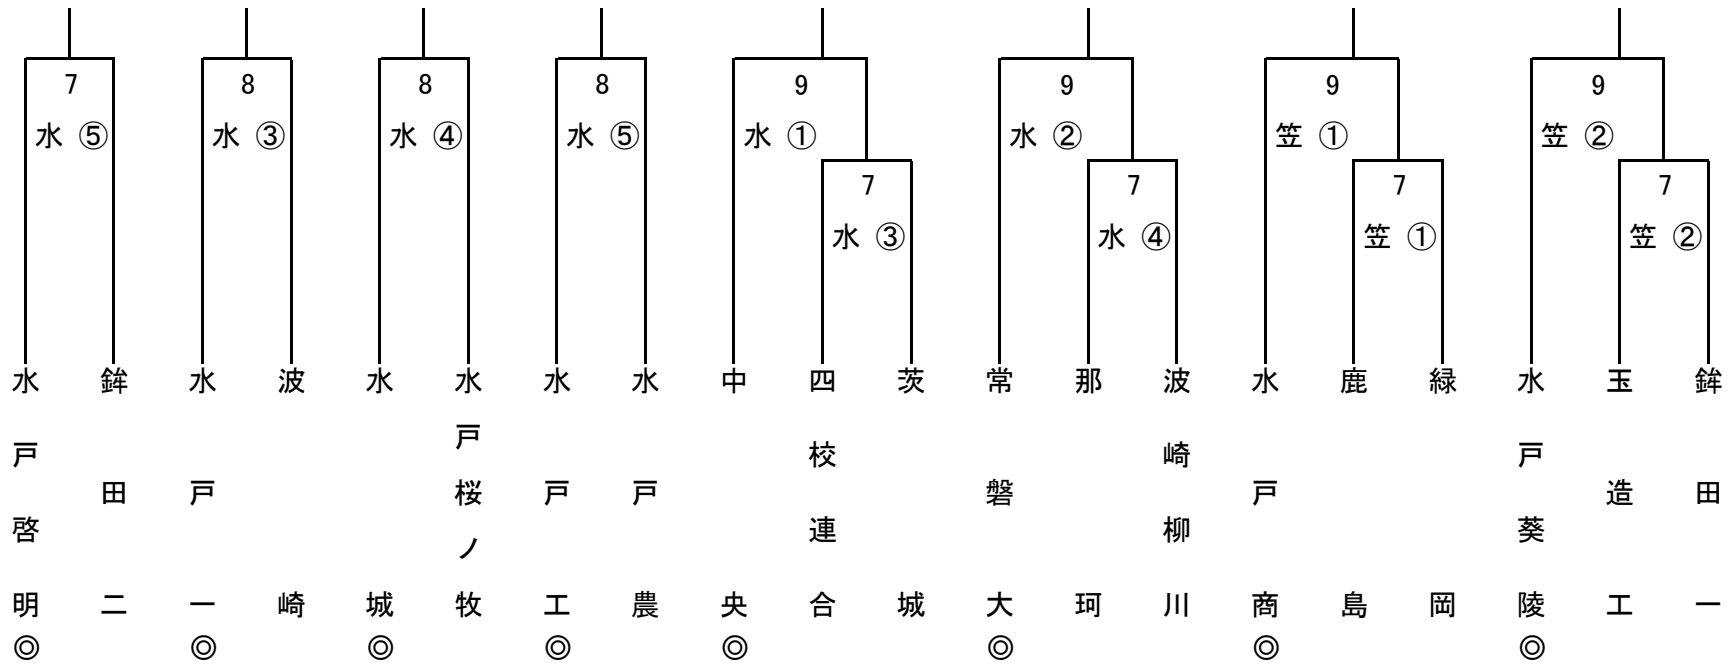 7 8 8 8 9 9 9 9
水 ⑤ 水 ③ 水 ④ 水 ⑤ 水 ① 水 ② 笠 ① 笠 ②
7 7 7 7
水 ③ 水 ④ 笠 ① 笠 ②
水戸啓明◎
鉾田二
水戸一◎
波崎
水城◎
水戸桜ノ牧
水戸工◎
水戸農
中央◎
四校連合
茨城
常磐大◎
那珂
波崎柳川
水戸商◎
鹿島
緑岡
水戸葵陵◎
玉造工
鉾田一